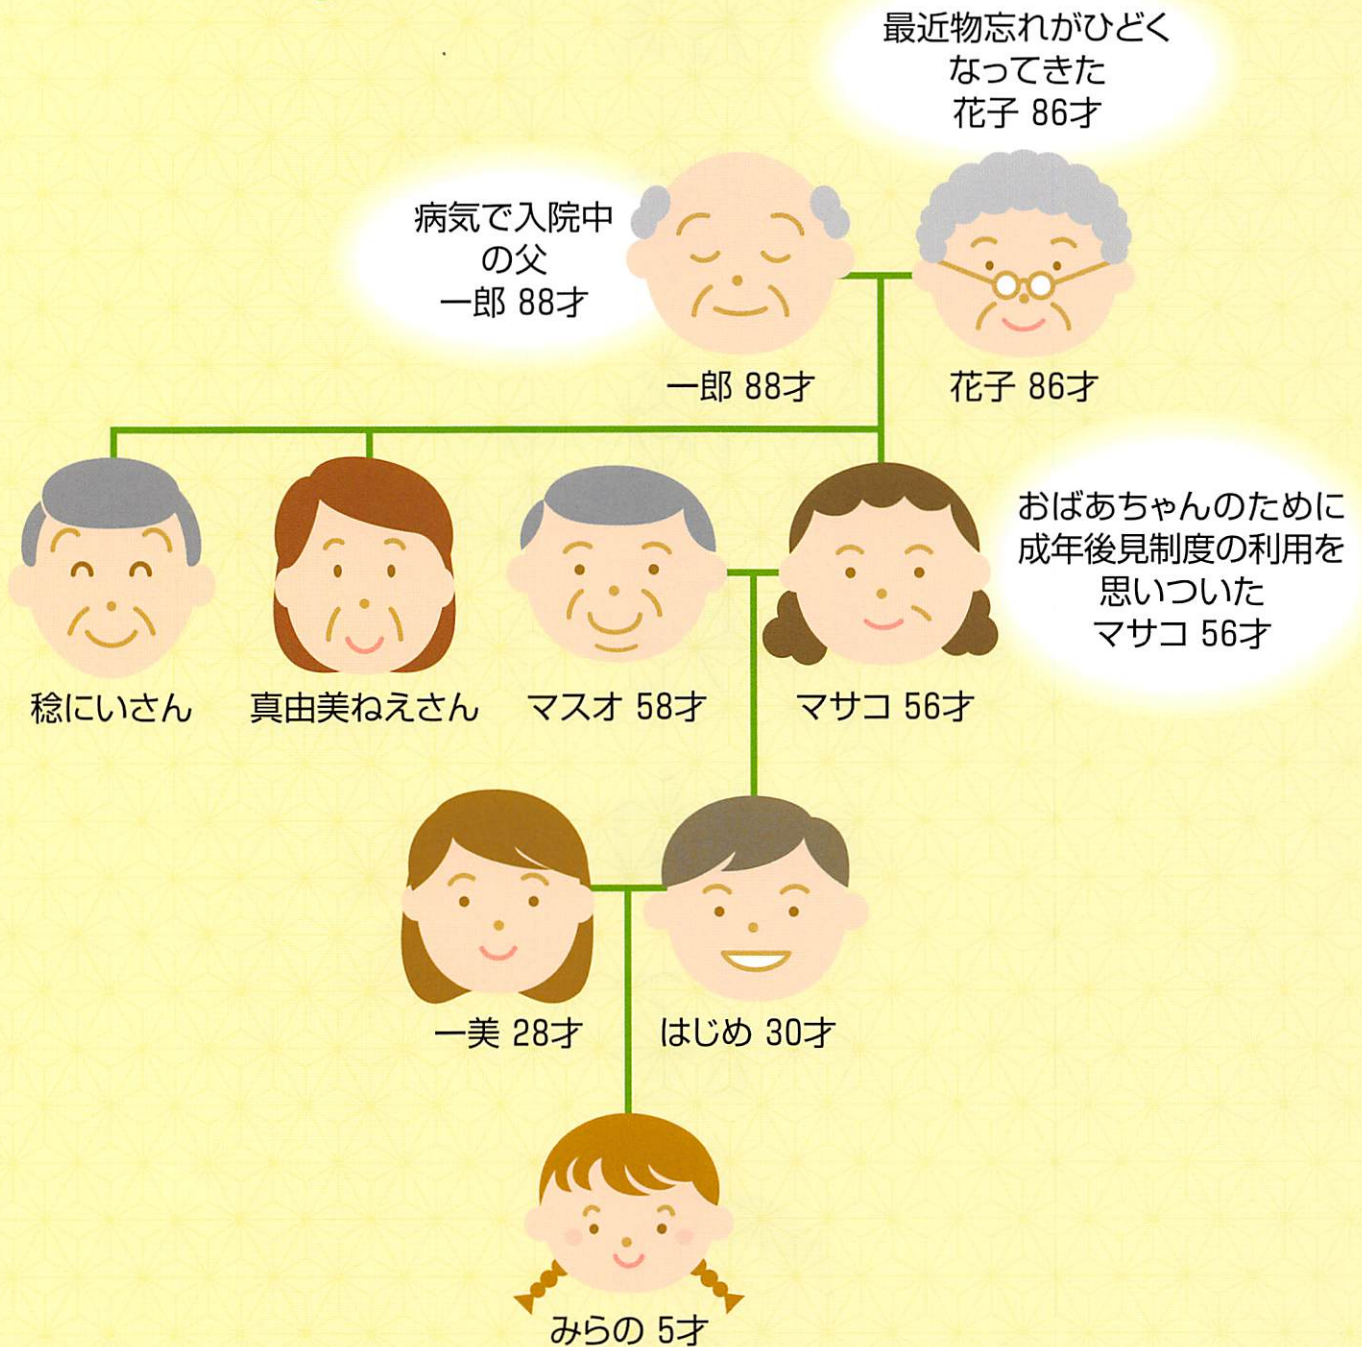 最近物忘れがひどく
なってきた
花子 86才
病気で入院中
の父
一郎 88才
一郎 88才
花子 86才
おばあちゃんのために
成年後見制度の利用を
思いついた
マサコ 56才
稔にいさん
真由美ねえさん
マスオ 58才
マサコ 56才
一美 28才
はじめ 30才
みらの 5才